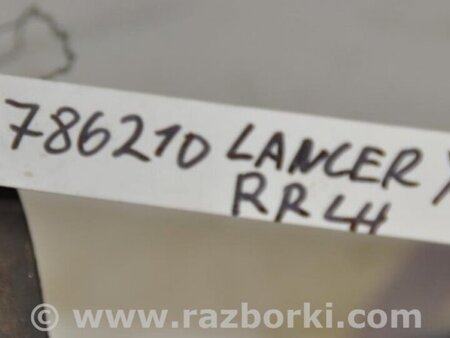 786210 LANCER X
RR LH
www.razborki.com